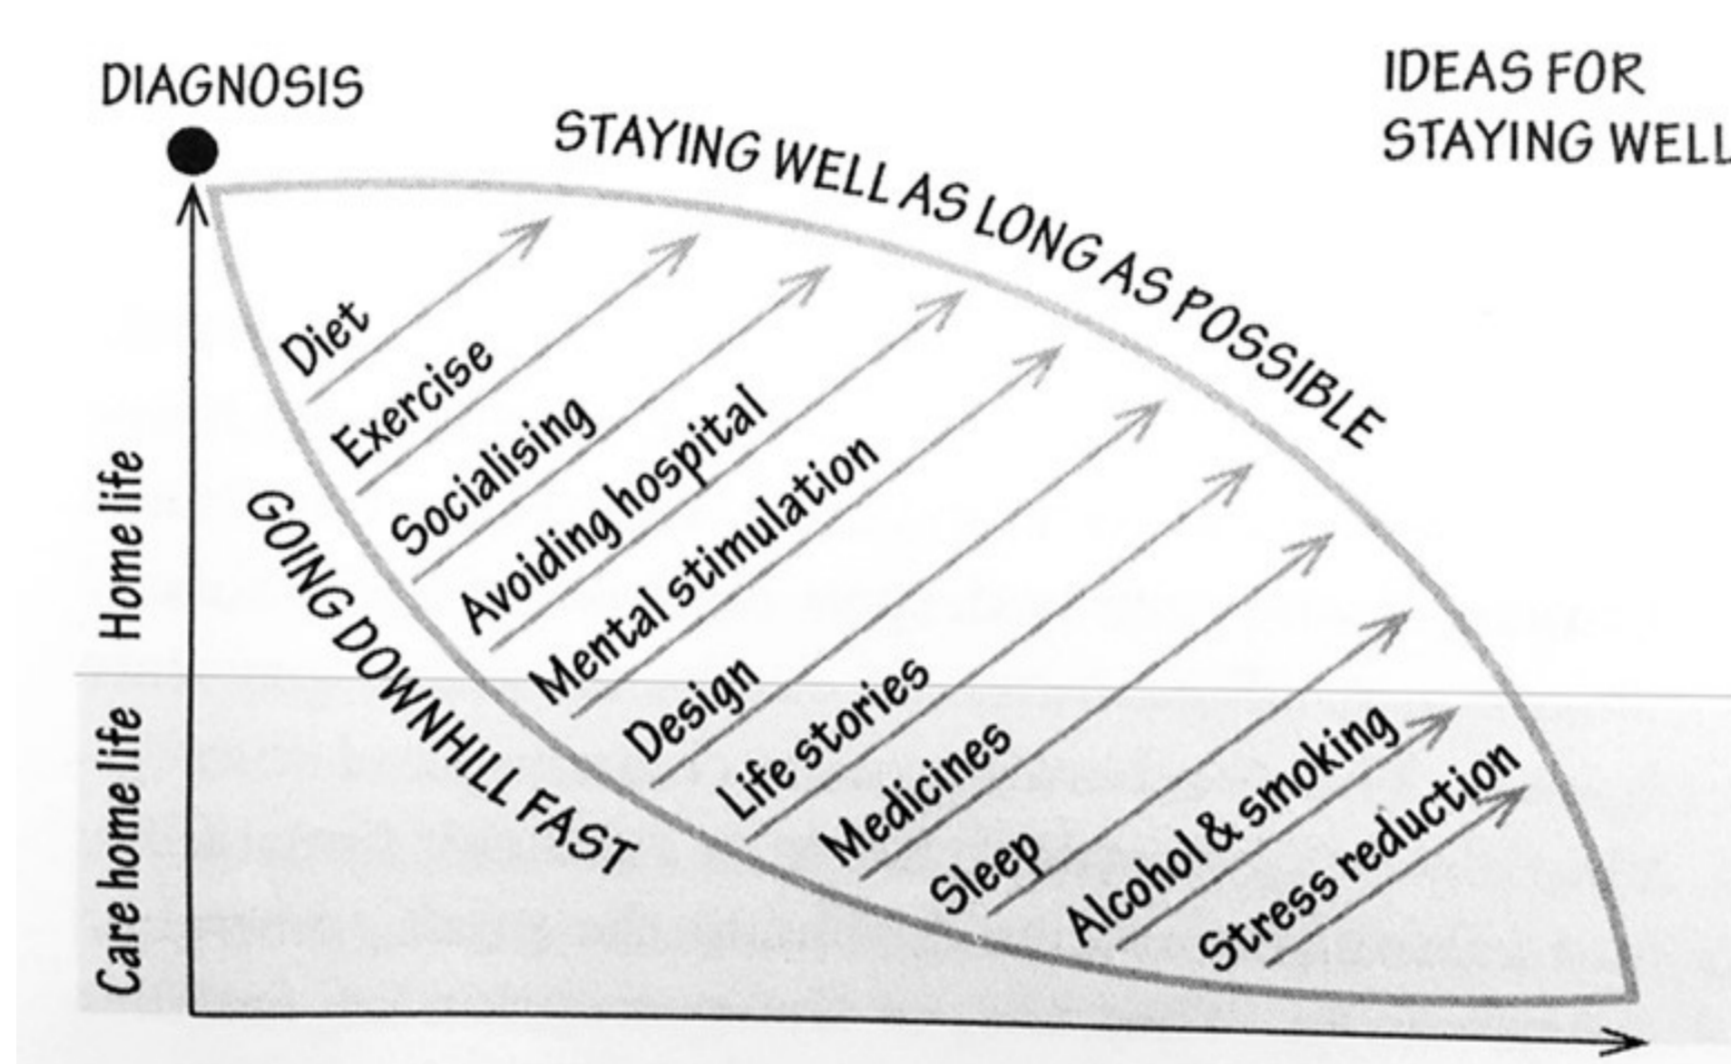 DIAGNOSIS
IDEAS FOR
STAYING WELL
STAYING WELL AS LONG AS POSSIBLE
Diet
Exercise
Socialising
Avoiding hospital
Mental stimulation
Design
Life stories
Medicines
Sleep
Alcohol & smoking
Stress reduction
GOING DOWNHILL FAST
Home life
Care home life